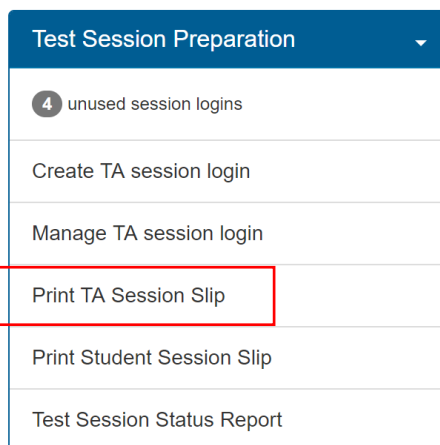 Test Session Preparation
4 unused session logins
Create TA session login
Manage TA session login
Print TA Session Slip
Print Student Session Slip
Test Session Status Report